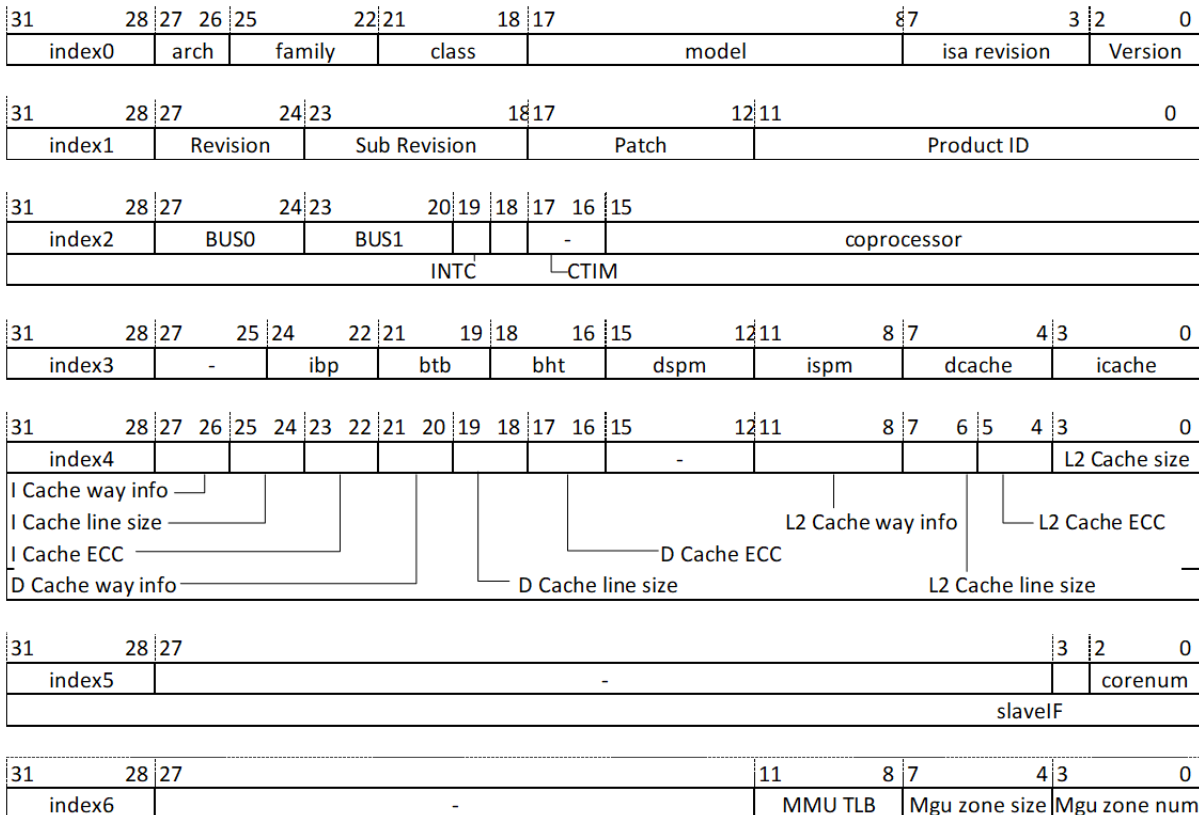 31 28 27 26 25 22 21 18 17 8 7 3 2 0
index0 arch family class model isa revision Version
31 28 27 24 23 18 17 12 11 0
index1 Revision Sub Revision Patch Product ID
31 28 27 24 23 20 19 18 17 16 15
index2 BUS0 BUS1 - coprocessor
INTC CTIM
31 28 27 25 24 22 21 19 18 16 15 12 11 8 7 4 3 0
index3 - ibp btb bht dspm ispm dcache icache
31 28 27 26 25 24 23 22 21 20 19 18 17 16 15 12 11 8 7 6 5 4 3 0
index4 - L2 Cache size
I Cache way info
I Cache line size L2 Cache way info L2 Cache ECC
I Cache ECC D Cache ECC
D Cache way info D Cache line size L2 Cache line size
31 28 27 3 2 0
index5 - corenum
slaveIF
31 28 27 11 8 7 4 3 0
index6 - MMU TLB Mgu zone size Mgu zone num